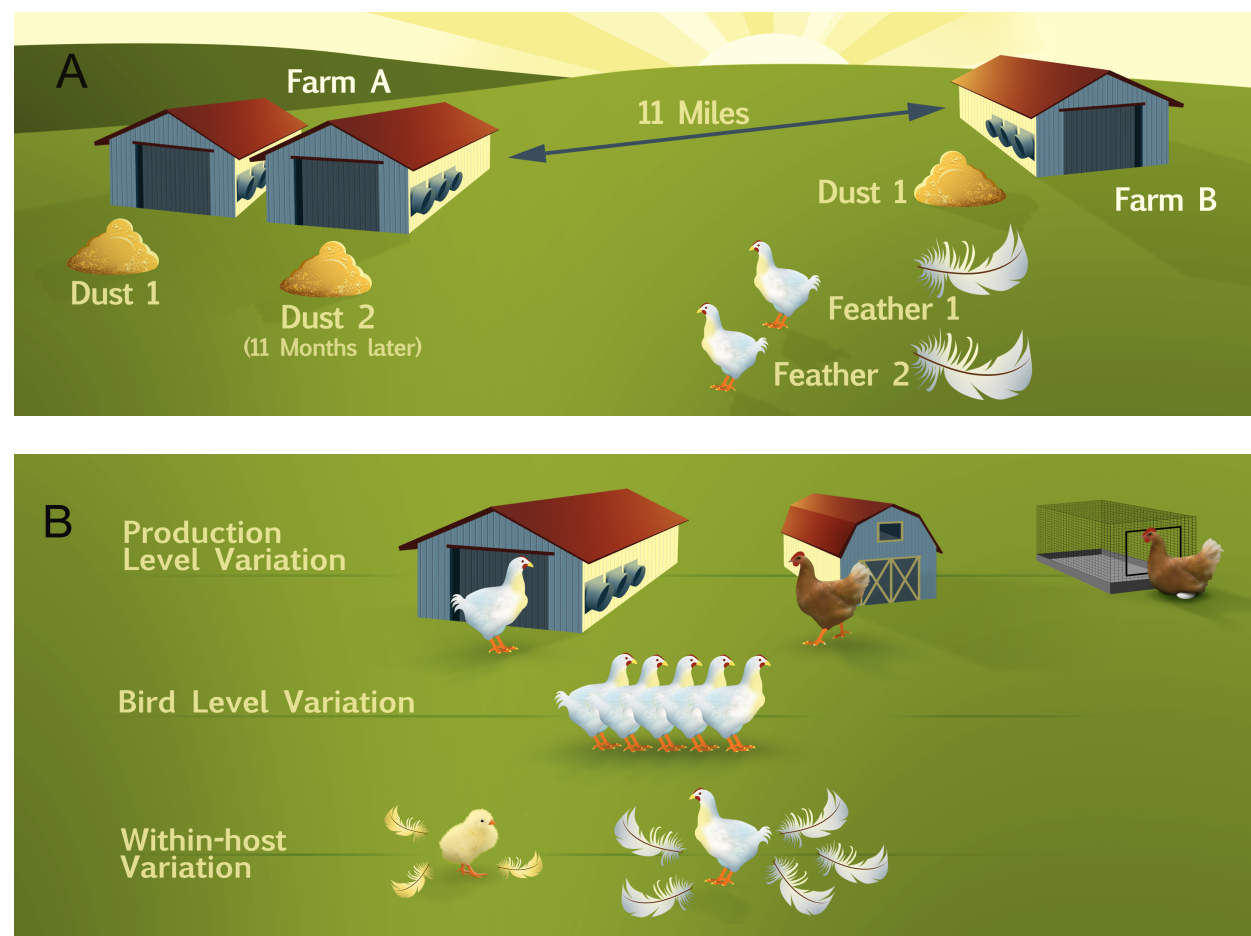 A
Farm A
11 Miles
Dust 1
Farm B
Dust 1
Dust 2
(11 Months later)
Feather 1
Feather 2
B
Production
Level Variation
Bird Level Variation
Within-host
Variation